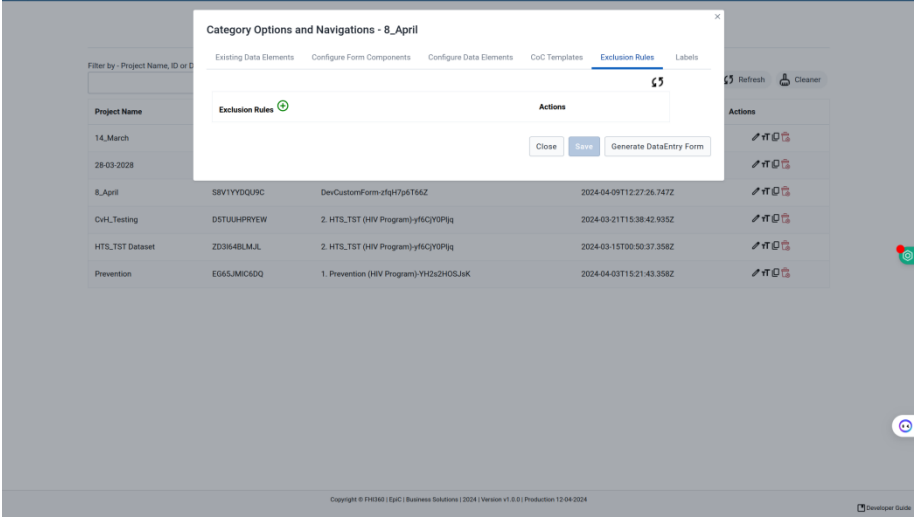 Category Options and Navigations - 8_April
Existing Data Elements Configure Form Components Configure Data Elements CoC Templates Exclusion Rules Labels
Filter by - Project Name, ID or D
Refresh Cleaner
Exclusion Rules Actions
Project Name Actions
Close Save Generate DataEntry Form
14_March
28-03-2028
8_April S8V1YYDQU9C DevCustomForm-zfqH7p6T66Z 2024-04-09T12:27:26.747Z
CvH_Testing D5TUUHPRYEW 2. HTS_TST (HIV Program)-yf6CjY0PIjq 2024-03-21T15:38:42.935Z
HTS_TST Dataset ZD3I64BLMJL 2. HTS_TST (HIV Program)-yf6CjY0PIjq 2024-03-15T00:50:37.358Z
Prevention EG65JMIC6DQ 1. Prevention (HIV Program)-YH2s2HOSJsK 2024-04-03T15:21:43.358Z
Copyright © FHI360 | EpiC | Business Solutions | 2024 | Version v1.0.0 | Production 12-04-2024
Developer Guide